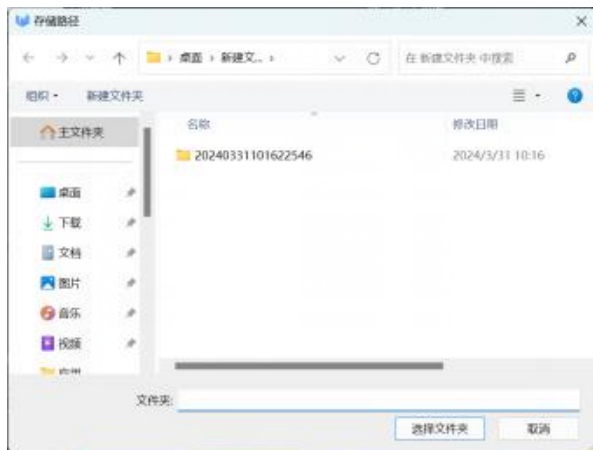 存储路径
桌面 › 新建文... ›
在 新建文件夹 中搜索
组织
新建文件夹
名称
修改日期
主文件夹
20240331101622546
2024/3/31 10:16
桌面
下载
文档
图片
音乐
视频
文件夹:
选择文件夹
取消